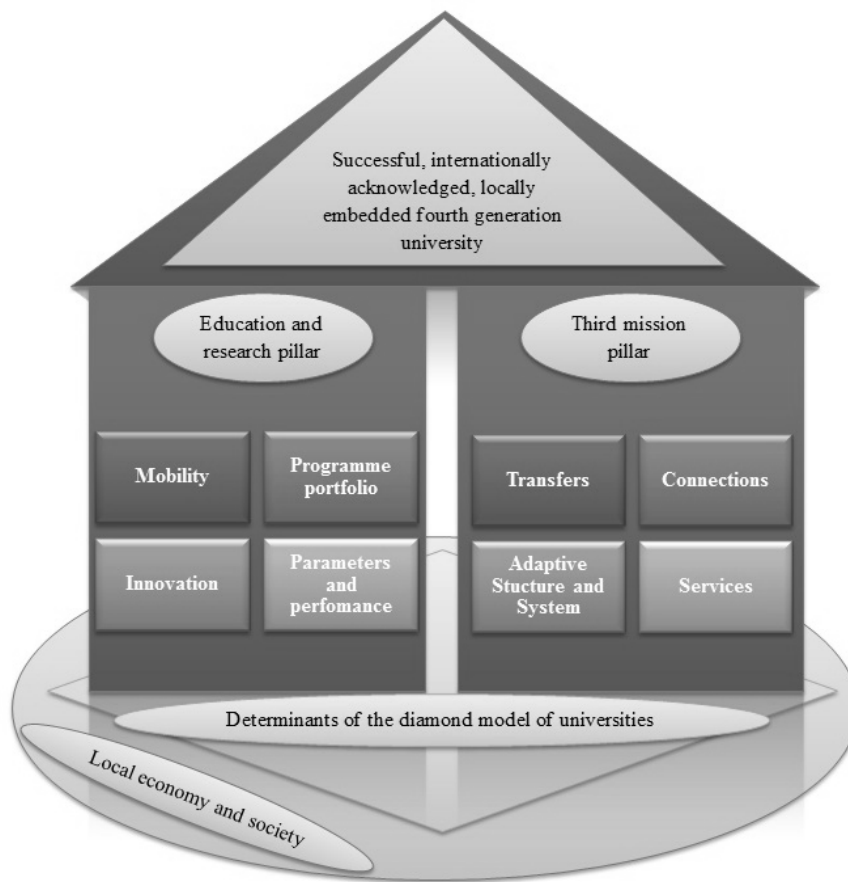 Successful, internationally
acknowledged, locally
embedded fourth generation
university
Education and
research pillar
Third mission
pillar
Mobility
Programme
portfolio
Transfers
Connections
Innovation
Parameters
and
perfomance
Adaptive
Stucture and
System
Services
Determinants of the diamond model of universities
Local economy and society